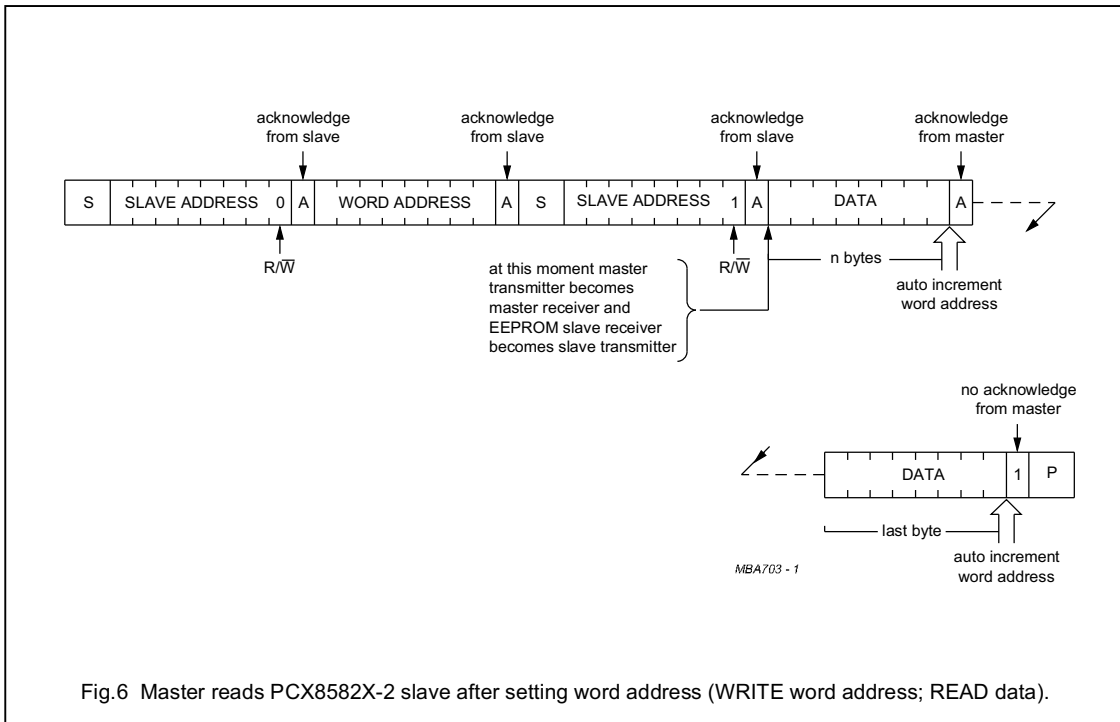 acknowledge
from slave
acknowledge
from slave
acknowledge
from slave
acknowledge
from master
S SLAVE ADDRESS 0 A WORD ADDRESS A S SLAVE ADDRESS 1 A DATA A
R/W̅
R/W̅
at this moment master
transmitter becomes
master receiver and
EEPROM slave receiver
becomes slave transmitter
n bytes
auto increment
word address
no acknowledge
from master
DATA 1 P
last byte
auto increment
word address
MBA703 - 1
Fig.6 Master reads PCX8582X-2 slave after setting word address (WRITE word address; READ data).